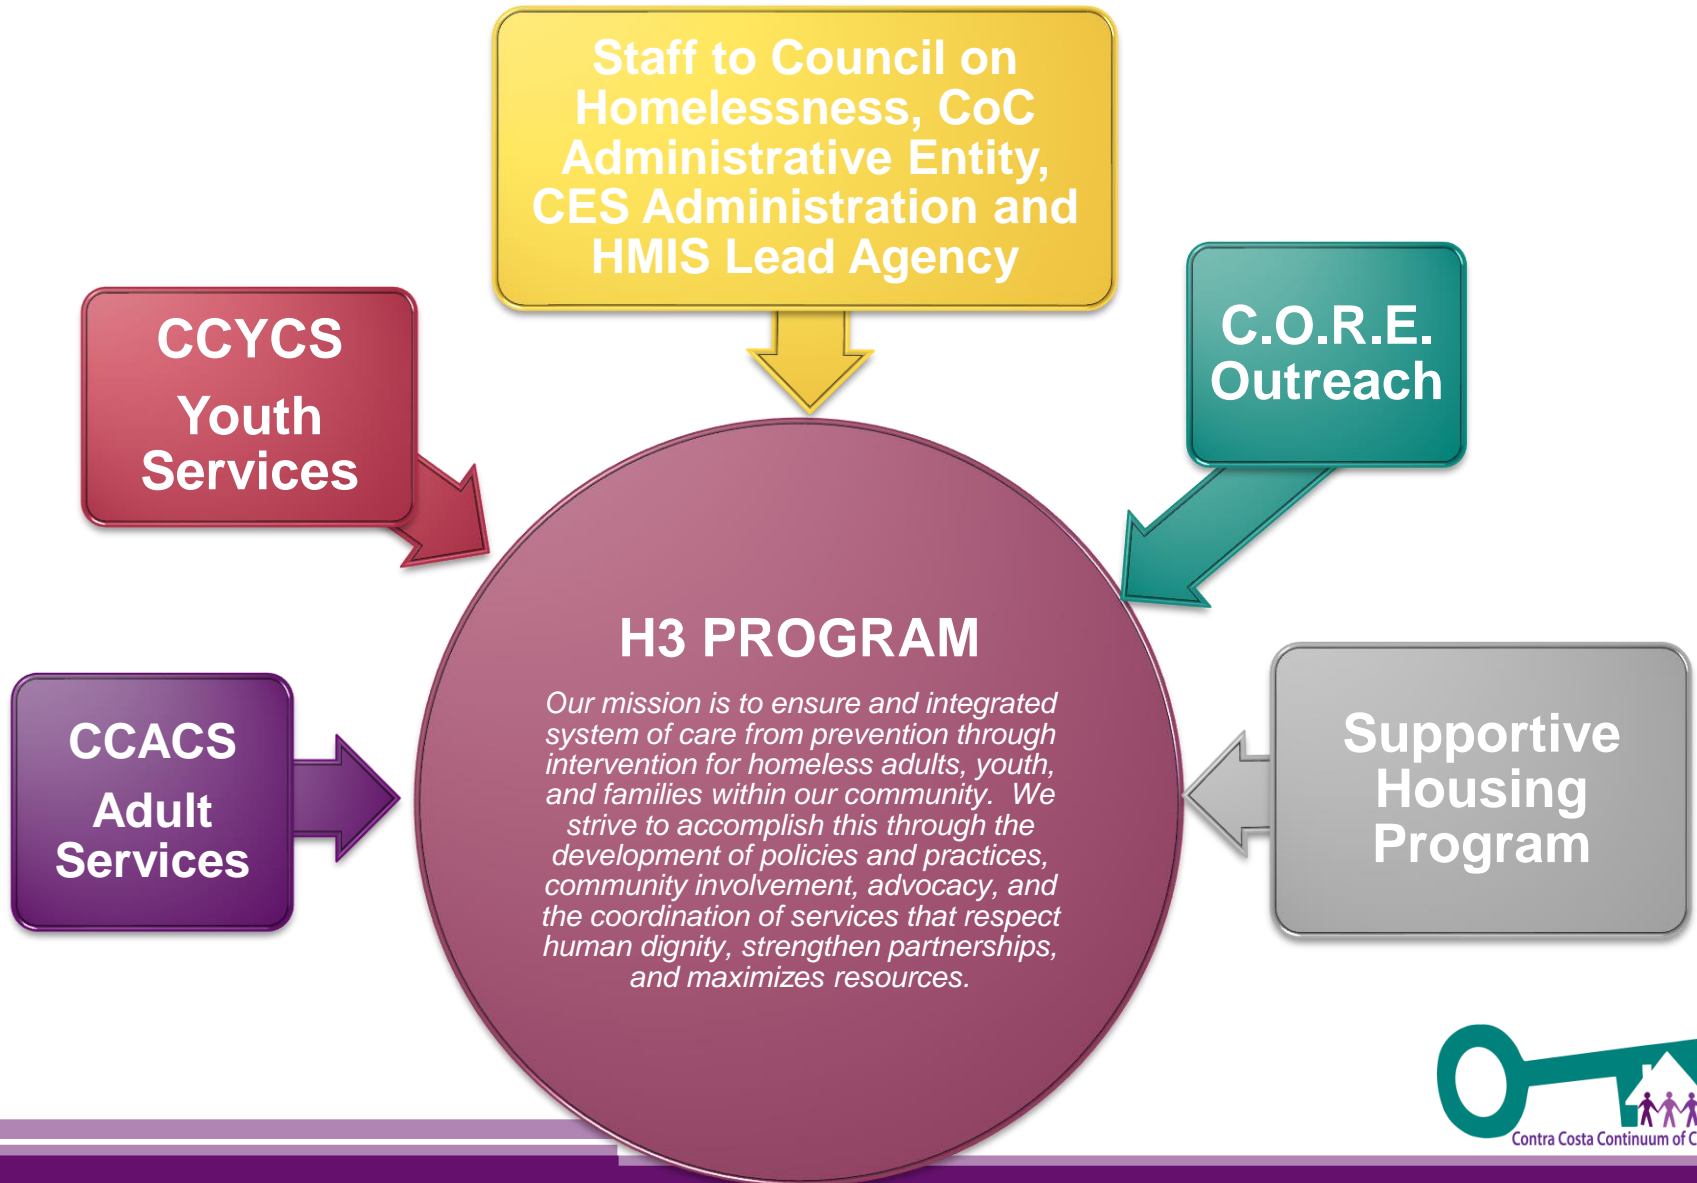 Staff to Council on
Homelessness, CoC
Administrative Entity,
CES Administration and
HMIS Lead Agency
CCYCS
Youth
Services
C.O.R.E.
Outreach
CCACS
Adult
Services
H3 PROGRAM
Our mission is to ensure and integrated
system of care from prevention through
intervention for homeless adults, youth,
and families within our community.  We
strive to accomplish this through the
development of policies and practices,
community involvement, advocacy, and
the coordination of services that respect
human dignity, strengthen partnerships,
and maximizes resources.
Supportive
Housing
Program
Contra Costa Continuum of